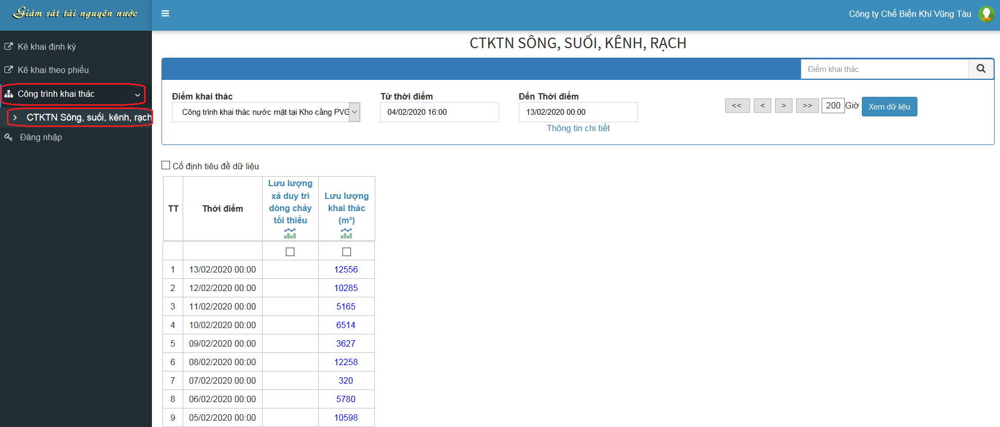 Giám sát tài nguyên nước
Công ty Chế Biến Khí Vũng Tàu
Kê khai định kỳ
Kê khai theo phiếu
Công trình khai thác
CTKTN Sông, suối, kênh, rạch
Đăng nhập
CTKTN SÔNG, SUỐI, KÊNH, RẠCH
Điểm khai thác
Điểm khai thác
Từ thời điểm
Đến Thời điểm
Công trình khai thác nước mặt tại Kho cảng PVG
04/02/2020 16:00
13/02/2020 00:00
<< < > >> 200 Giờ Xem dữ liệu
Thông tin chi tiết
Cố định tiêu đề dữ liệu
TT
Thời điểm
Lưu lượng
xả duy trì
dòng chảy
tối thiểu
Lưu lượng
khai thác
(m³)
1 13/02/2020 00:00 12556
2 12/02/2020 00:00 10285
3 11/02/2020 00:00 5165
4 10/02/2020 00:00 6514
5 09/02/2020 00:00 3627
6 08/02/2020 00:00 12258
7 07/02/2020 00:00 320
8 06/02/2020 00:00 5780
9 05/02/2020 00:00 10598